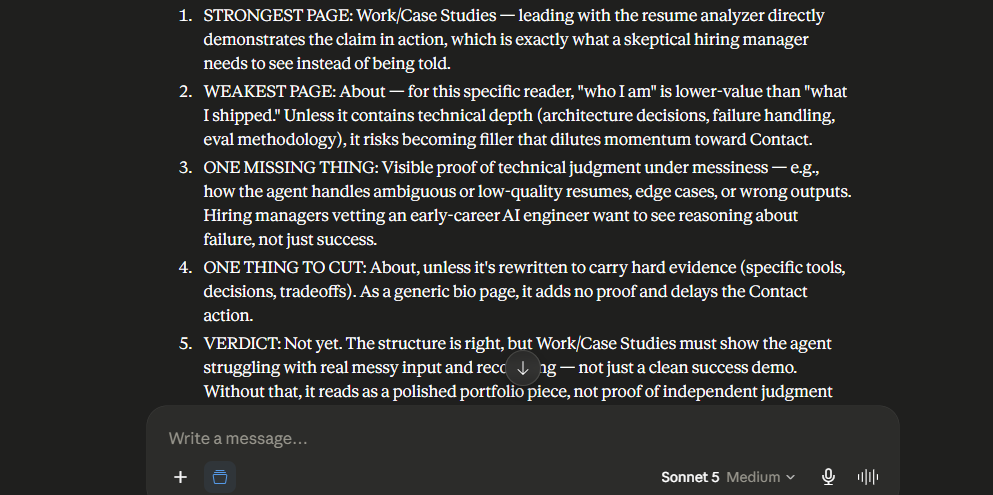 1. STRONGEST PAGE: Work/Case Studies — leading with the resume analyzer directly
demonstrates the claim in action, which is exactly what a skeptical hiring manager
needs to see instead of being told.
2. WEAKEST PAGE: About — for this specific reader, "who I am" is lower-value than "what
I shipped." Unless it contains technical depth (architecture decisions, failure handling,
eval methodology), it risks becoming filler that dilutes momentum toward Contact.
3. ONE MISSING THING: Visible proof of technical judgment under messiness — e.g.,
how the agent handles ambiguous or low-quality resumes, edge cases, or wrong outputs.
Hiring managers vetting an early-career AI engineer want to see reasoning about
failure, not just success.
4. ONE THING TO CUT: About, unless it's rewritten to carry hard evidence (specific tools,
decisions, tradeoffs). As a generic bio page, it adds no proof and delays the Contact
action.
5. VERDICT: Not yet. The structure is right, but Work/Case Studies must show the agent
struggling with real messy input and — not just a clean success demo.
Without that, it reads as a polished portfolio piece, not proof of independent judgment
Write a message...
Sonnet 5 Medium